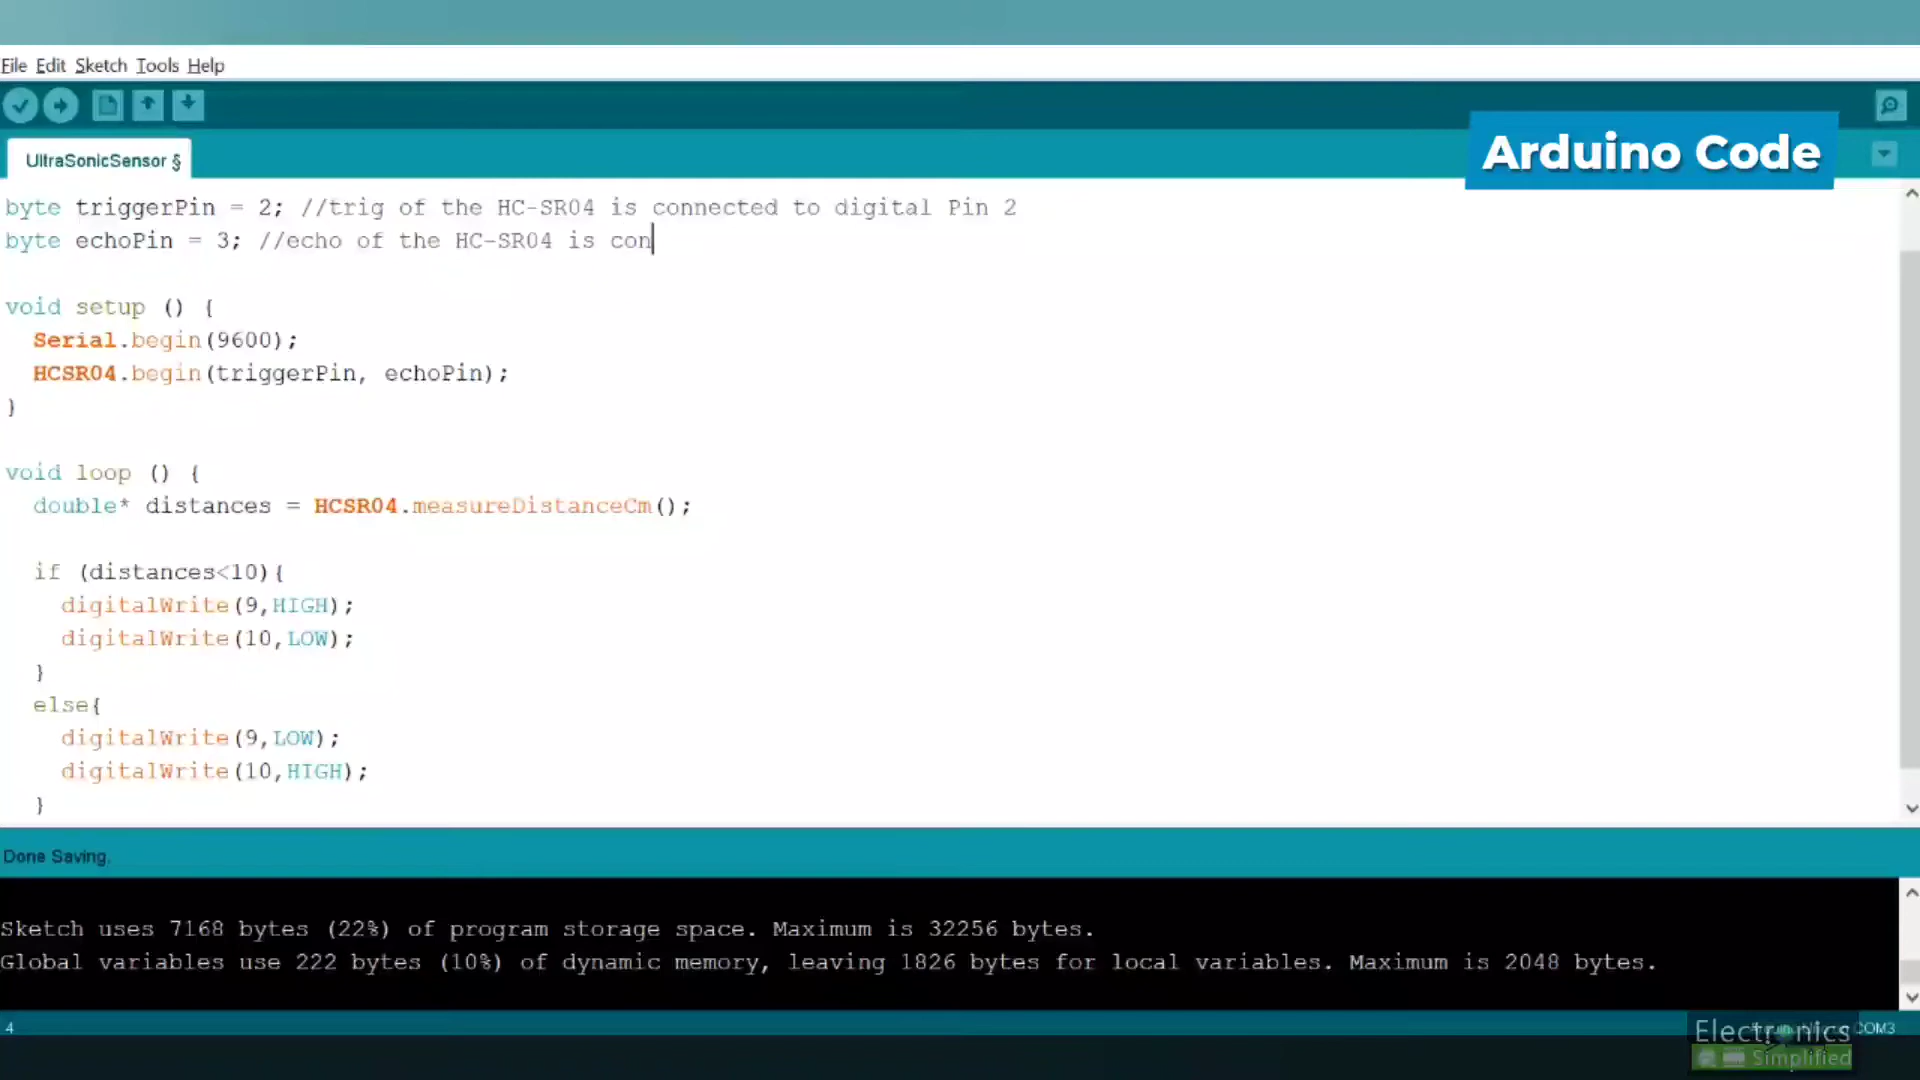 File Edit Sketch Tools Help
Arduino Code
UltraSonicSensor §
byte triggerPin = 2; //trig of the HC-SR04 is connected to digital Pin 2
byte echoPin = 3; //echo of the HC-SR04 is con
void setup () {
Serial.begin(9600);
HCSR04.begin(triggerPin, echoPin);
}
void loop () {
double* distances = HCSR04.measureDistanceCm();
if (distances<10){
digitalWrite(9,HIGH);
digitalWrite(10,LOW);
}
else{
digitalWrite(9,LOW);
digitalWrite(10,HIGH);
}
Done Saving.
Sketch uses 7168 bytes (22%) of program storage space. Maximum is 32256 bytes.
Global variables use 222 bytes (10%) of dynamic memory, leaving 1826 bytes for local variables. Maximum is 2048 bytes.
4
COM3
Electronics
Simplified